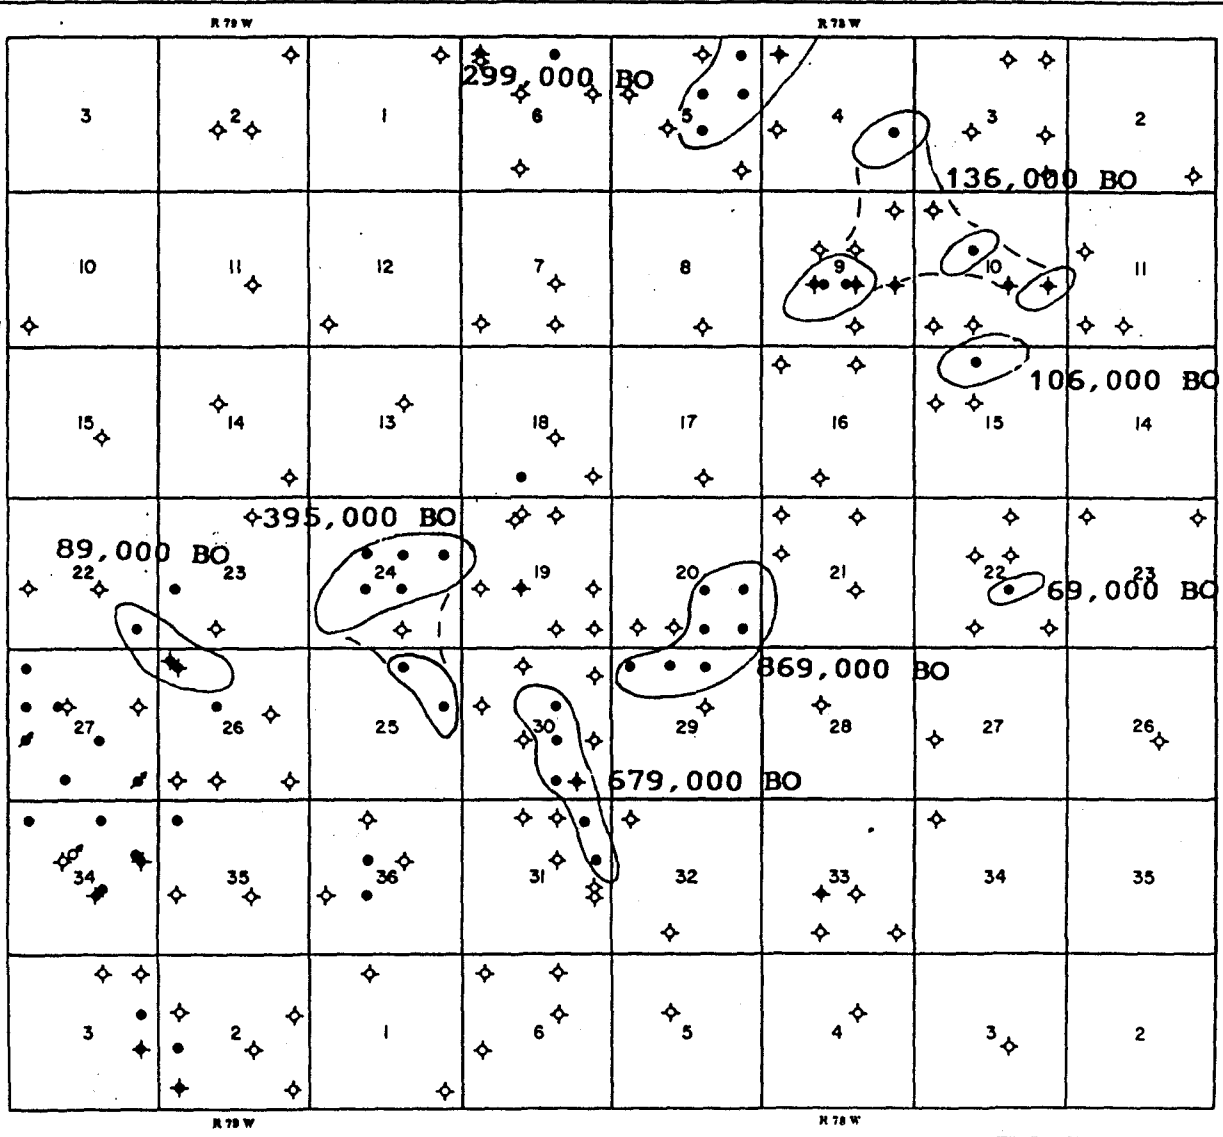 R 79 W R 78 W
299,000 BO
3 2 1 6 5 4 3 2
136,000 BO
10 11 12 7 8 9 10 11
106,000 BO
15 14 13 18 17 16 15 14
395,000 BO
89,000 BO
22 23 24 19 20 21 22 23
69,000 BO
869,000 BO
27 26 25 30 29 28 27 26
679,000 BO
34 35 36 31 32 33 34 35
3 2 1 6 5 4 3 2
R 79 W R 78 W